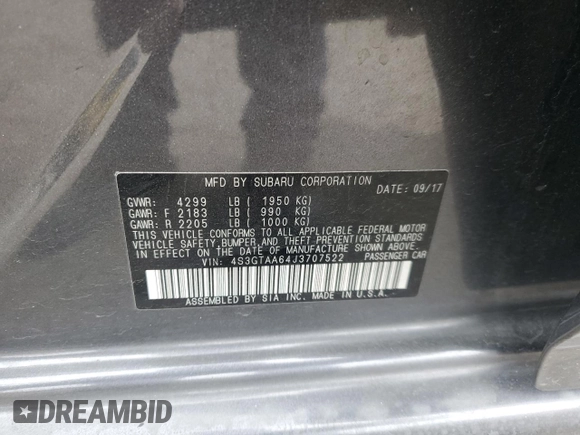 MFD BY SUBARU CORPORATION
DATE: 09/17
GVWR: 4299 LB ( 1950 KG)
GAWR: F 2183 LB ( 990 KG)
GAWR: R 2205 LB ( 1000 KG)
THIS VEHICLE CONFORMS TO ALL APPLICABLE FEDERAL MOTOR
VEHICLE SAFETY, BUMPER, AND THEFT PREVENTION STANDARDS
IN EFFECT ON THE DATE OF MANUFACTURE SHOWN ABOVE.
VIN: 4S3GTAA64J3707522 PASSENGER CAR
ASSEMBLED BY SIA INC. MADE IN U.S.A.
DREAMBID